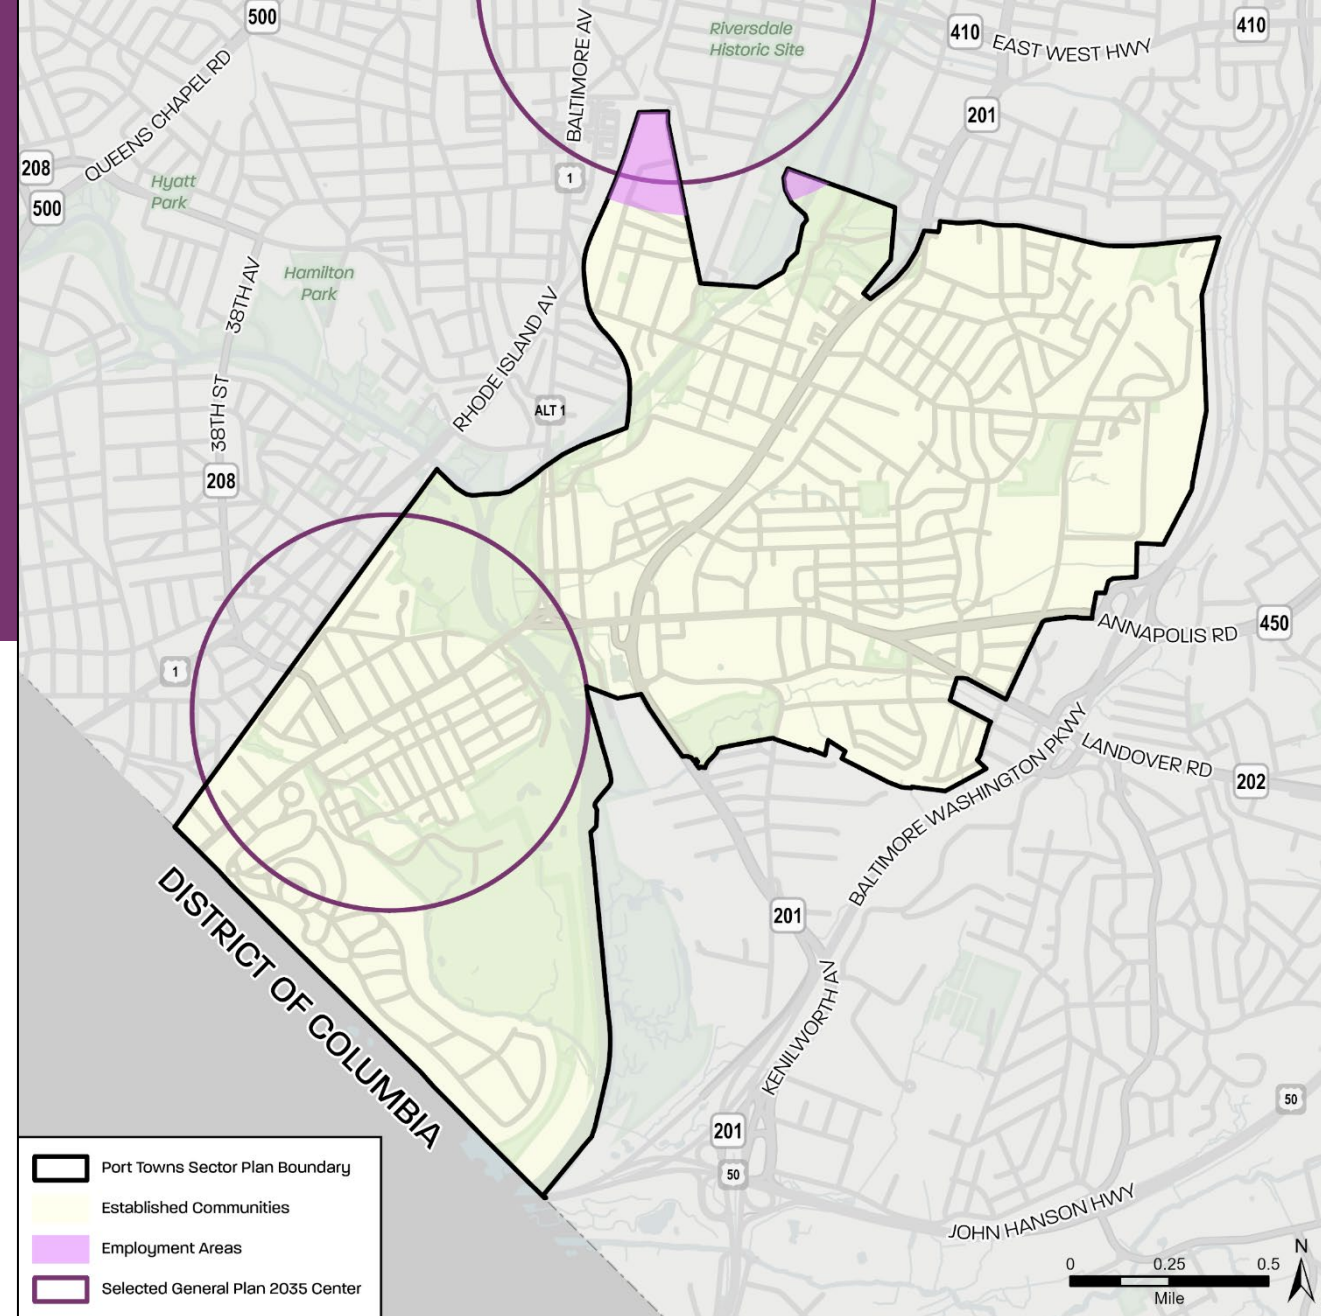 500
BALTIMORE AV
Riversdale
Historic Site
410
EAST WEST HWY
410
QUEENS CHAPEL RD
201
208
Hyatt
Park
1
500
Hamilton
Park
38TH AV
RHODE ISLAND AV
ALT 1
38TH ST
208
ANNAPOLIS RD
450
1
LANDOVER RD
202
BALTIMORE WASHINGTON PKWY
201
DISTRICT OF COLUMBIA
KENILWORTH AV
50
201
50
JOHN HANSON HWY
Port Towns Sector Plan Boundary
Established Communities
Employment Areas
Selected General Plan 2035 Center
0 0.25 0.5
Mile
N